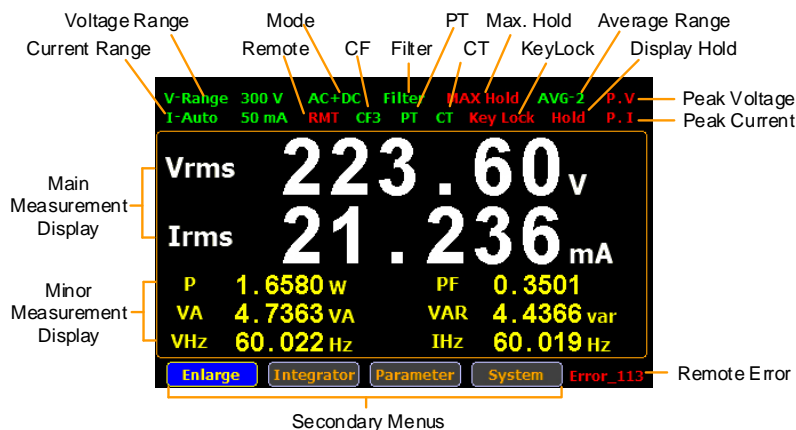 Voltage Range Mode PT Max. Hold Average Range
Current Range Remote CF Filter CT KeyLock Display Hold
V-Range 300 V AC+DC Filter MAX Hold AVG-2 P.V Peak Voltage
I-Auto 50 mA RMT CF3 PT CT Key Lock Hold P.I Peak Current
Vrms 223.60 V
Main
Measurement
Display
Irms 21.236 mA
Minor
Measurement
Display
P 1.6580 W PF 0.3501
VA 4.7363 VA VAR 4.4366 var
VHz 60.022 Hz IHz 60.019 Hz
Enlarge Integrator Parameter System Error_113 Remote Error
Secondary Menus